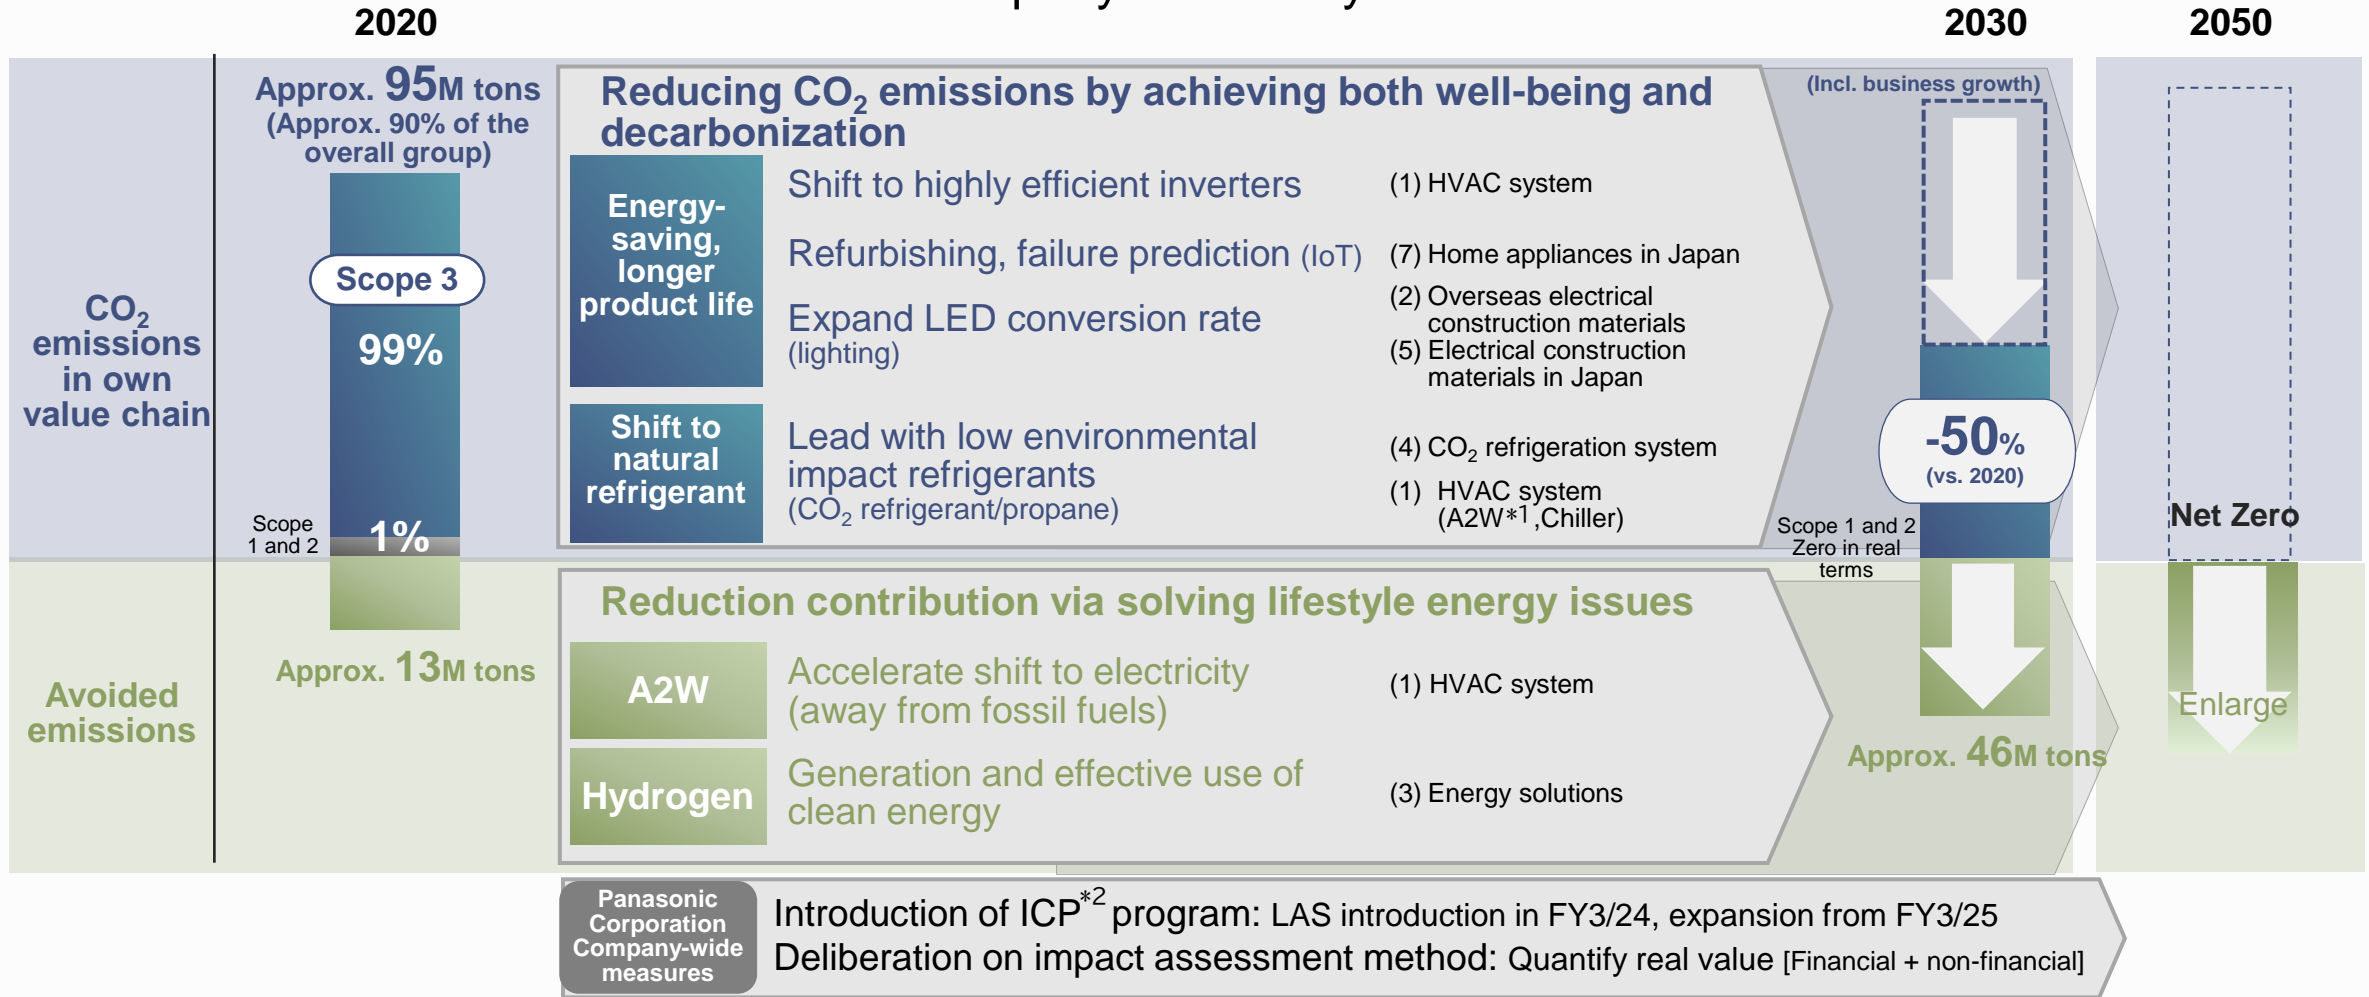 2020
2030
2050
CO2
emissions
in own
value chain
Approx. 95M tons
(Approx. 90% of the
overall group)
Scope 3
99%
Scope
1 and 2
1%
Reducing CO2 emissions by achieving both well-being and
decarbonization
Energy-
saving,
longer
product life
Shift to highly efficient inverters
(1) HVAC system
Refurbishing, failure prediction (IoT)
(7) Home appliances in Japan
Expand LED conversion rate
(lighting)
(2) Overseas electrical
construction materials
(5) Electrical construction
materials in Japan
Shift to
natural
refrigerant
Lead with low environmental
impact refrigerants
(CO2 refrigerant/propane)
(4) CO2 refrigeration system
(1) HVAC system
(A2W*1,Chiller)
(Incl. business growth)
-50%
(vs. 2020)
Scope 1 and 2
Zero in real
terms
Net Zero
Avoided
emissions
Approx. 13M tons
Reduction contribution via solving lifestyle energy issues
A2W
Accelerate shift to electricity
(away from fossil fuels)
(1) HVAC system
Hydrogen
Generation and effective use of
clean energy
(3) Energy solutions
Approx. 46M tons
Enlarge
Panasonic
Corporation
Company-wide
measures
Introduction of ICP*2 program: LAS introduction in FY3/24, expansion from FY3/25
Deliberation on impact assessment method: Quantify real value [Financial + non-financial]